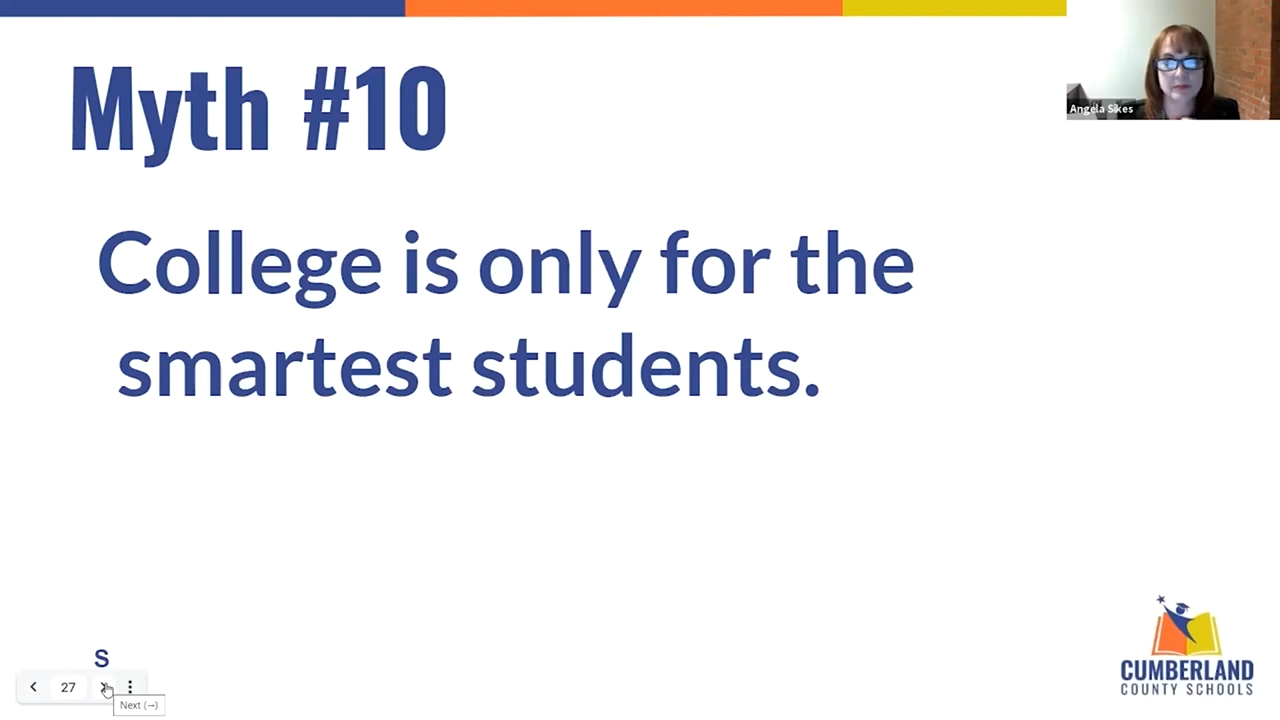 Myth #10
Angela Sikes
College is only for the
smartest students.
S
27
Next (→)
CUMBERLAND
COUNTY SCHOOLS